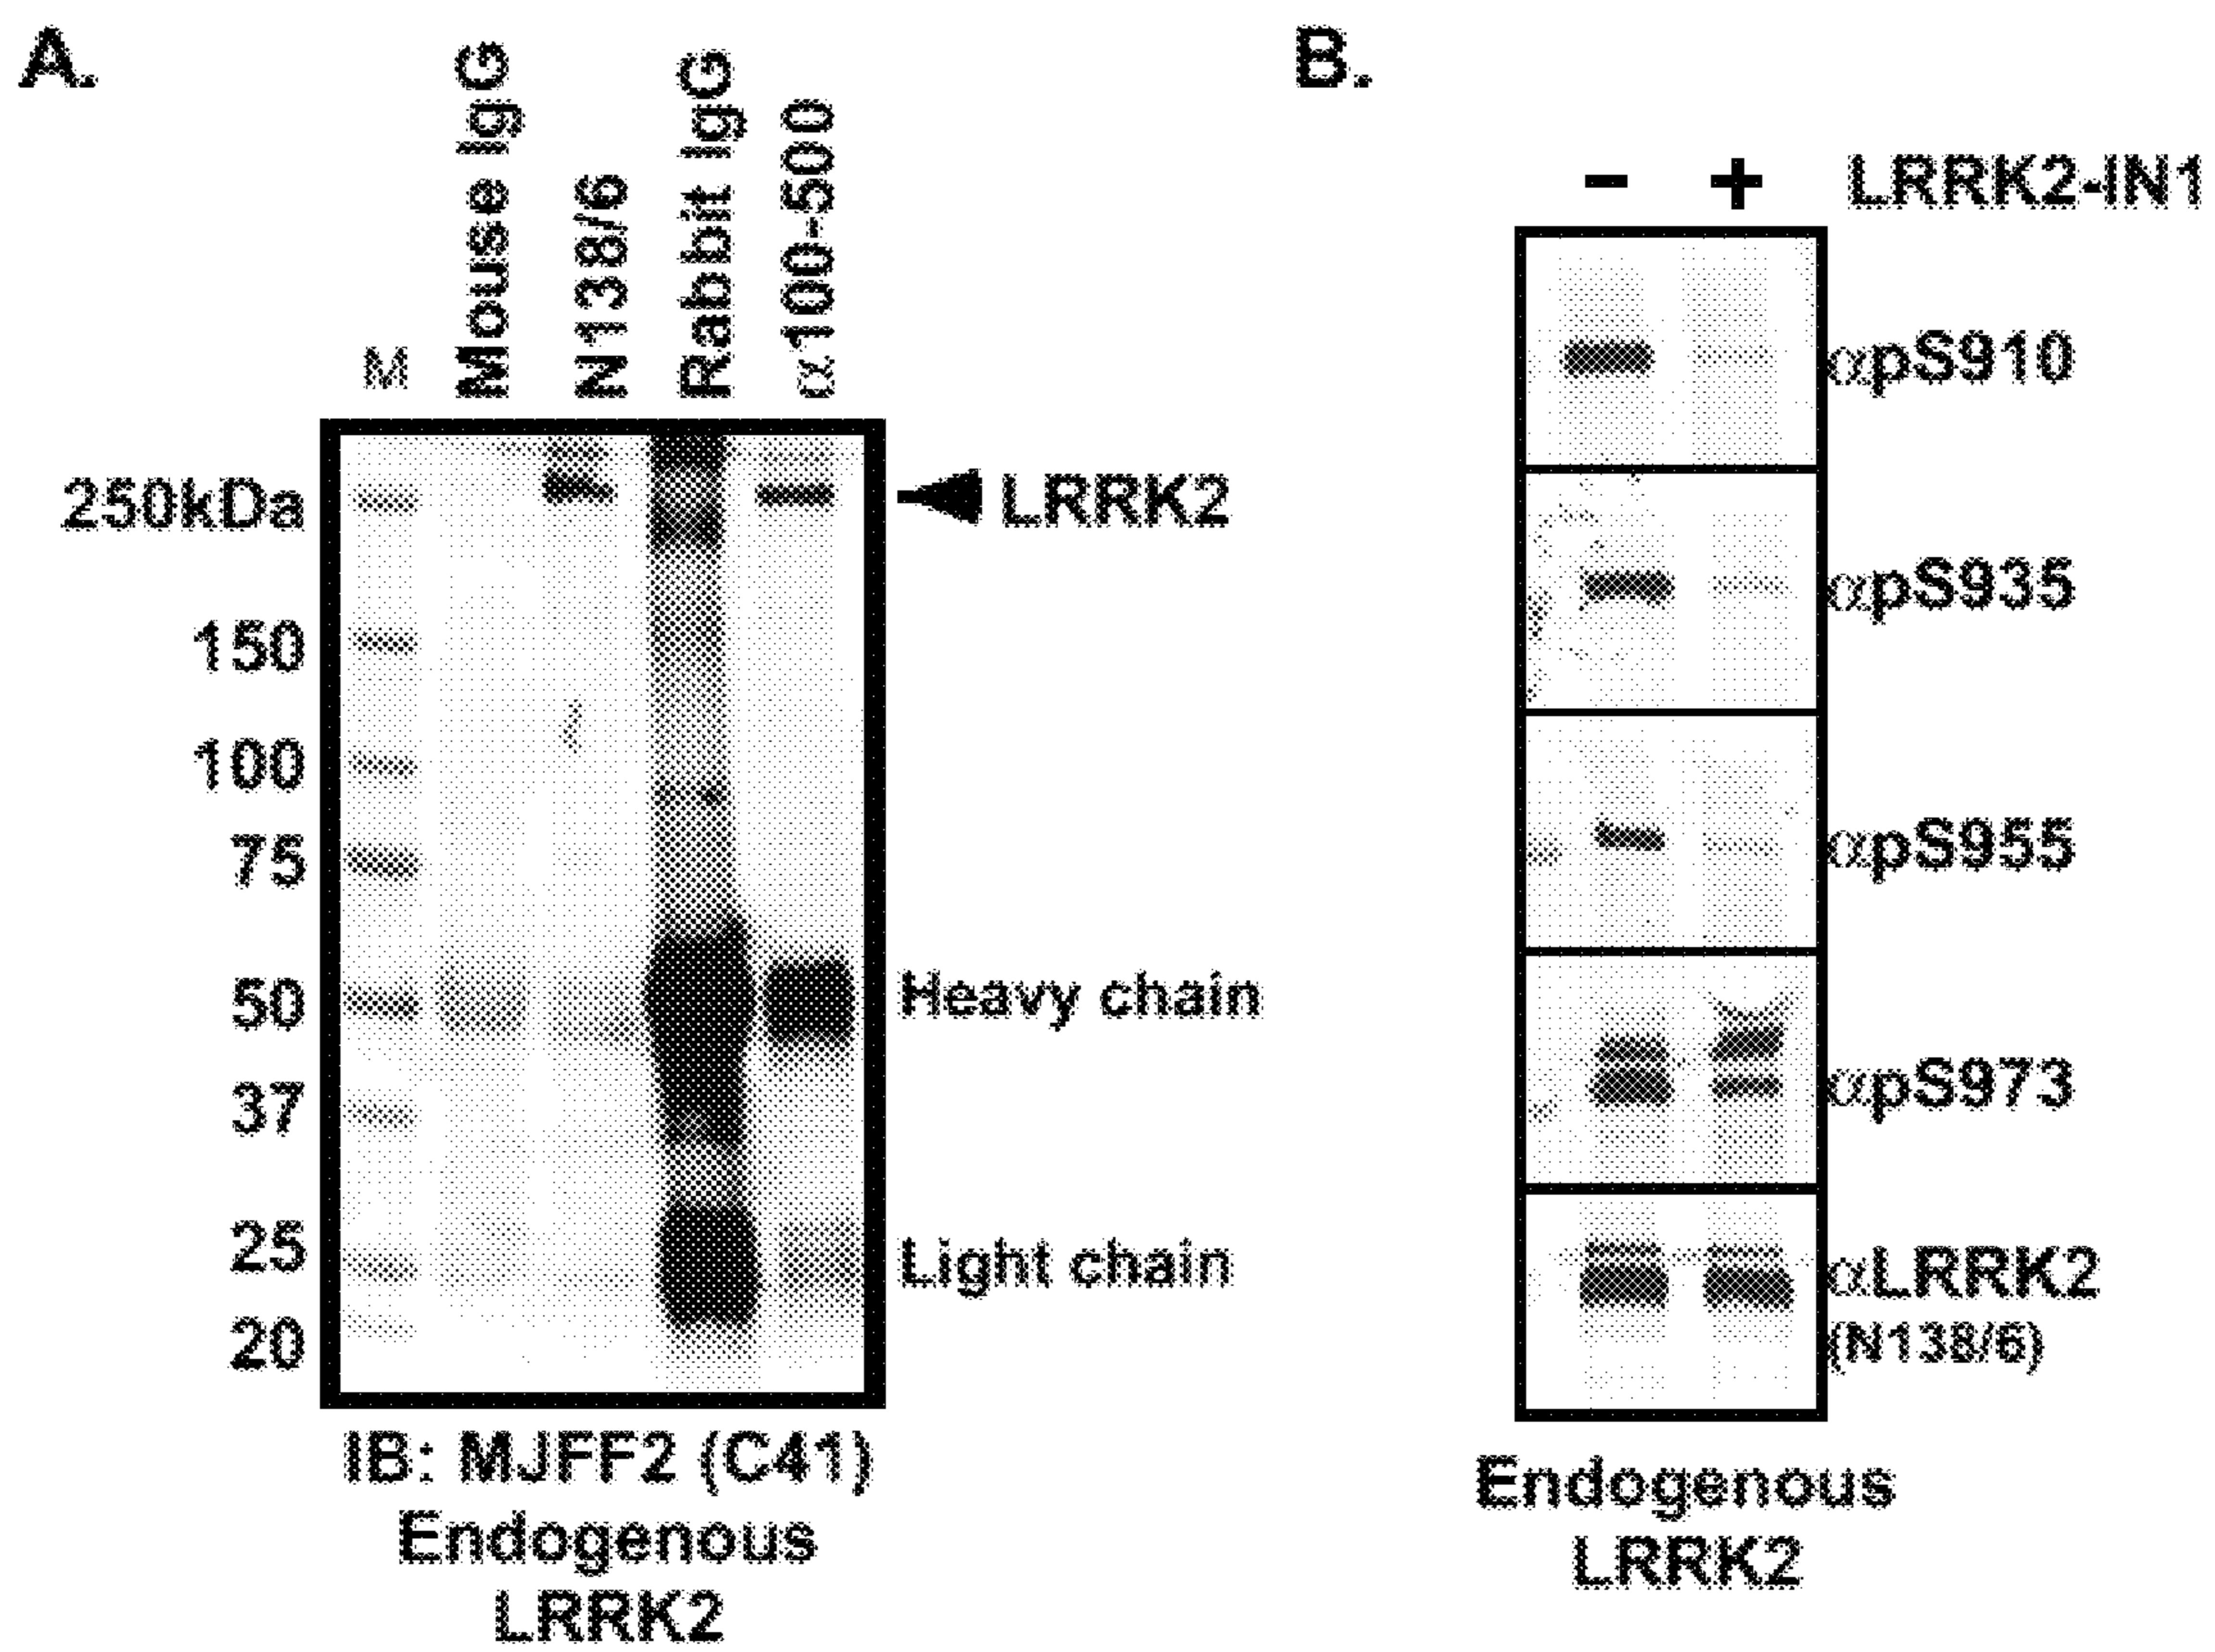 A.
M
Mouse IgG
N138/6
Rabbit IgG
α100-500
250kDa
150
100
75
50
37
25
20
LRRK2
Heavy chain
Light chain
IB: MJFF2 (C41)
Endogenous
LRRK2
B.
− + LRRK2-IN1
αpS910
αpS935
αpS955
αpS973
αLRRK2
(N138/6)
Endogenous
LRRK2